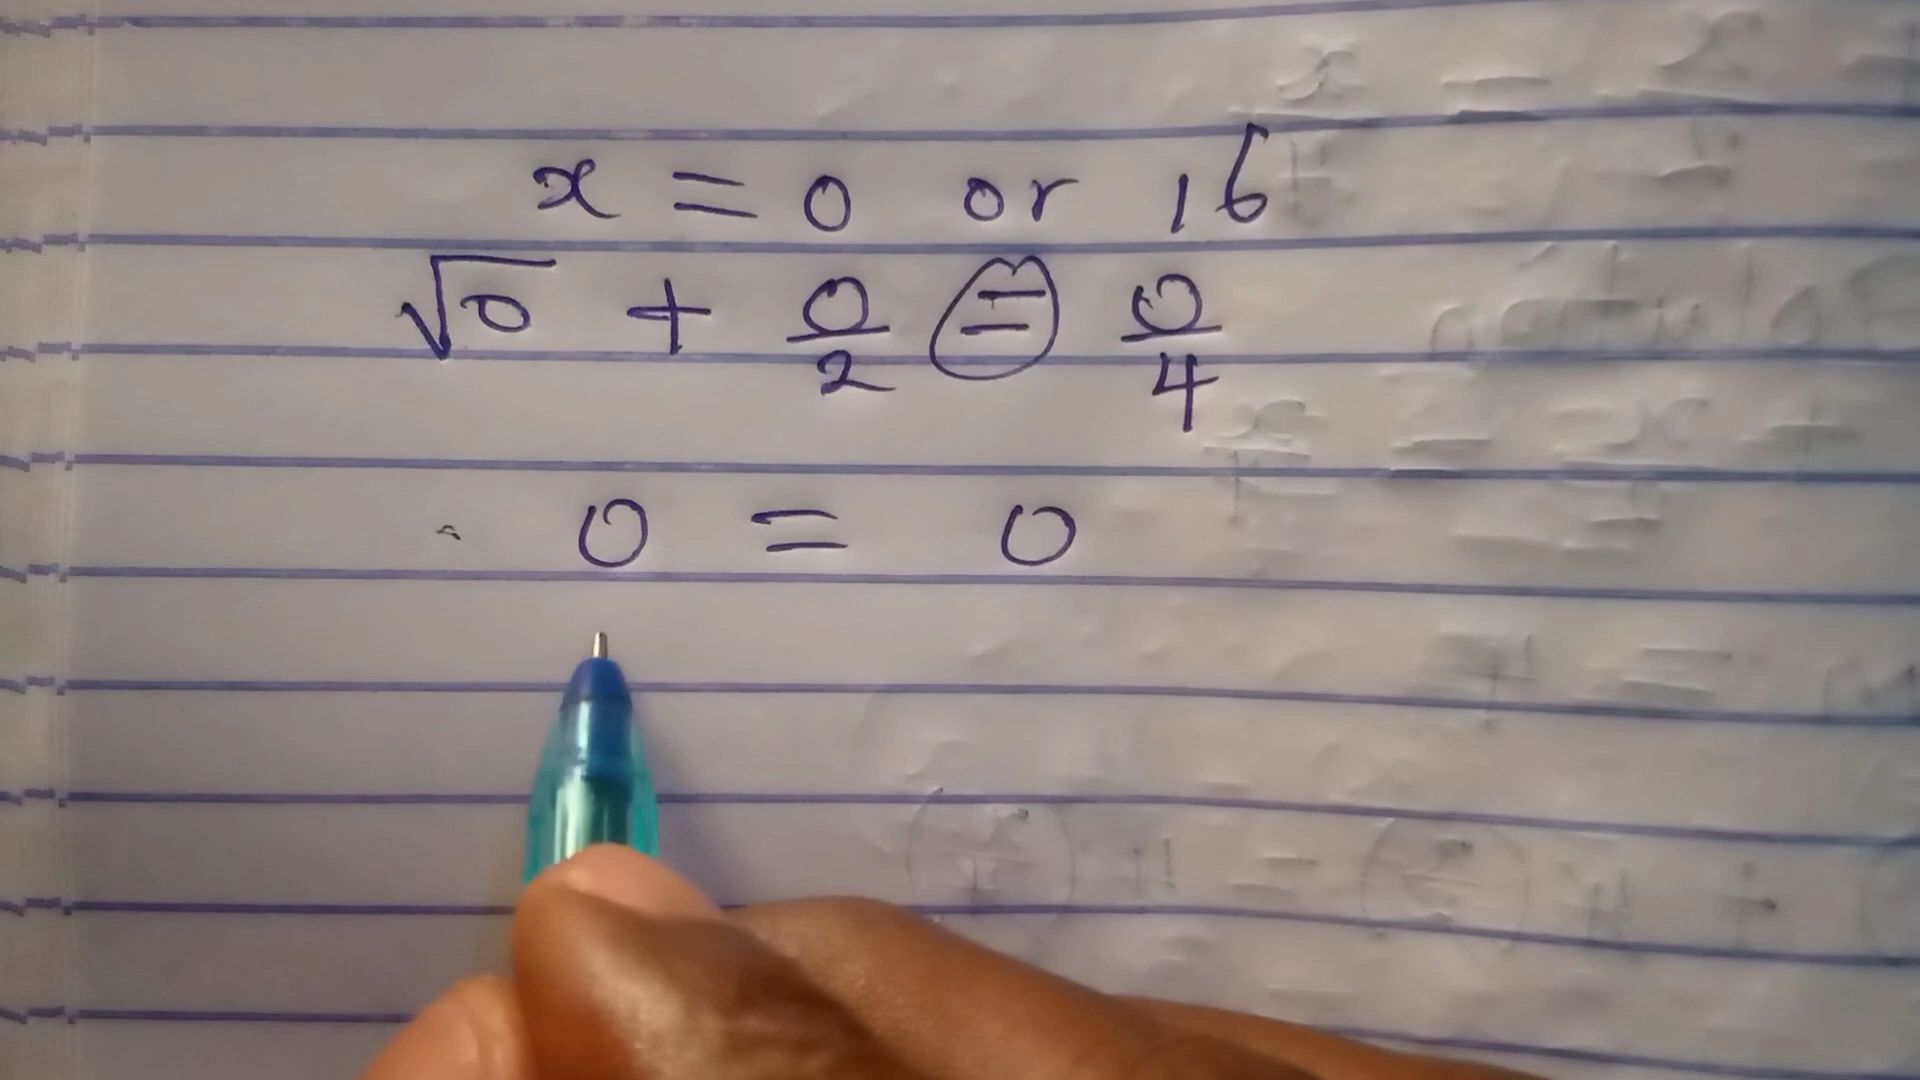 x = 0 or 16
√0 + 0/2 = 0/4
0 = 0